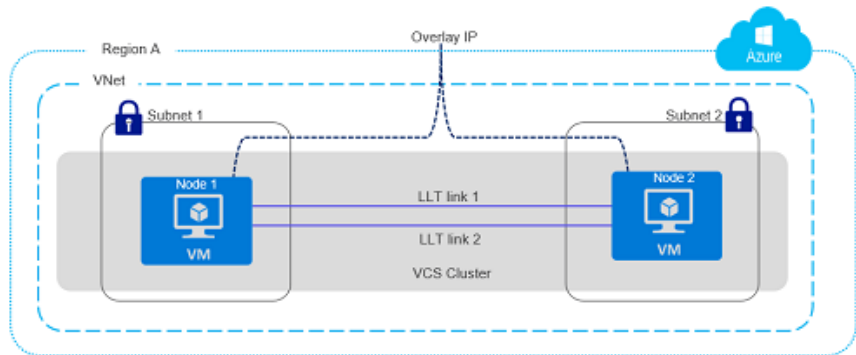 Overlay IP
Region A
Azure
VNet
Subnet 1
Subnet 2
Node 1
Node 2
LLT link 1
LLT link 2
VM
VM
VCS Cluster